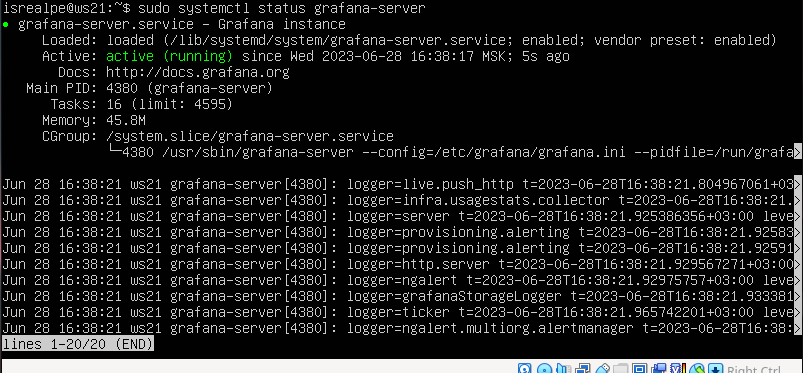 isrealpe@ws21:~$ sudo systemctl status grafana-server
● grafana-server.service - Grafana instance
Loaded: loaded (/lib/systemd/system/grafana-server.service; enabled; vendor preset: enabled)
Active: active (running) since Wed 2023-06-28 16:38:17 MSK; 5s ago
Docs: http://docs.grafana.org
Main PID: 4380 (grafana-server)
Tasks: 16 (limit: 4595)
Memory: 45.8M
CGroup: /system.slice/grafana-server.service
└─4380 /usr/sbin/grafana-server --config=/etc/grafana/grafana.ini --pidfile=/run/grafa>
Jun 28 16:38:21 ws21 grafana-server[4380]: logger=live.push_http t=2023-06-28T16:38:21.804967061+03>
Jun 28 16:38:21 ws21 grafana-server[4380]: logger=infra.usagestats.collector t=2023-06-28T16:38:21.>
Jun 28 16:38:21 ws21 grafana-server[4380]: logger=server t=2023-06-28T16:38:21.925386356+03:00 leve>
Jun 28 16:38:21 ws21 grafana-server[4380]: logger=provisioning.alerting t=2023-06-28T16:38:21.92583>
Jun 28 16:38:21 ws21 grafana-server[4380]: logger=provisioning.alerting t=2023-06-28T16:38:21.92591>
Jun 28 16:38:21 ws21 grafana-server[4380]: logger=http.server t=2023-06-28T16:38:21.929567271+03:00>
Jun 28 16:38:21 ws21 grafana-server[4380]: logger=ngalert t=2023-06-28T16:38:21.92975757+03:00 leve>
Jun 28 16:38:21 ws21 grafana-server[4380]: logger=grafanaStorageLogger t=2023-06-28T16:38:21.933381>
Jun 28 16:38:21 ws21 grafana-server[4380]: logger=ticker t=2023-06-28T16:38:21.965742201+03:00 leve>
Jun 28 16:38:21 ws21 grafana-server[4380]: logger=ngalert.multiorg.alertmanager t=2023-06-28T16:38:>
lines 1-20/20 (END)
Right Ctrl